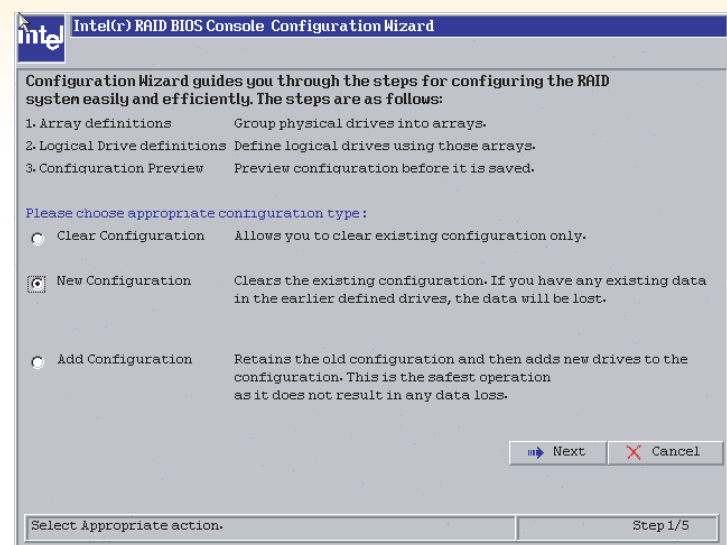 intel
Intel(r) RAID BIOS Console Configuration Wizard
Configuration Wizard guides you through the steps for configuring the RAID
system easily and efficiently. The steps are as follows:
1. Array definitions Group physical drives into arrays.
2. Logical Drive definitions Define logical drives using those arrays.
3. Configuration Preview Preview configuration before it is saved.
Please choose appropriate configuration type:
Clear Configuration Allows you to clear existing configuration only.
New Configuration Clears the existing configuration. If you have any existing data
in the earlier defined drives, the data will be lost.
Add Configuration Retains the old configuration and then adds new drives to the
configuration. This is the safest operation
as it does not result in any data loss.
Next Cancel
Select Appropriate action. Step 1/5